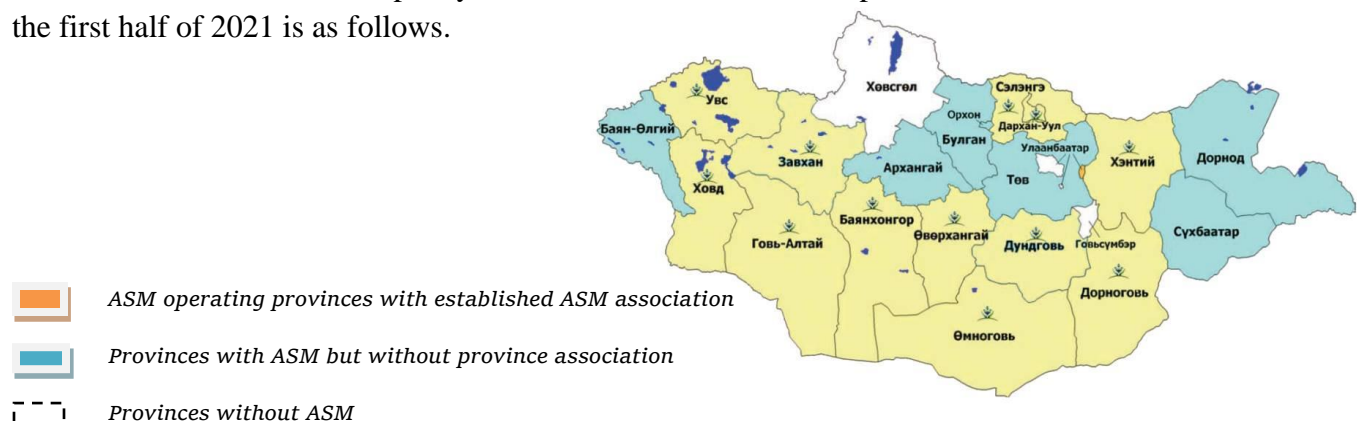 the first half of 2021 is as follows.
Хөвсгөл
Сэлэнгэ
Увс
Орхон
Дархан-Уул
Баян-Өлгий
Булган
Улаанбаатар
Завхан
Архангай
Хэнтий
Дорнод
Төв
Ховд
Баянхонгор
Говь-Алтай
Өвөрхангай
Дундговь
Говьсүмбэр
Сүхбаатар
Дорноговь
Өмноговь
ASM operating provinces with established ASM association
Provinces with ASM but without province association
Provinces without ASM